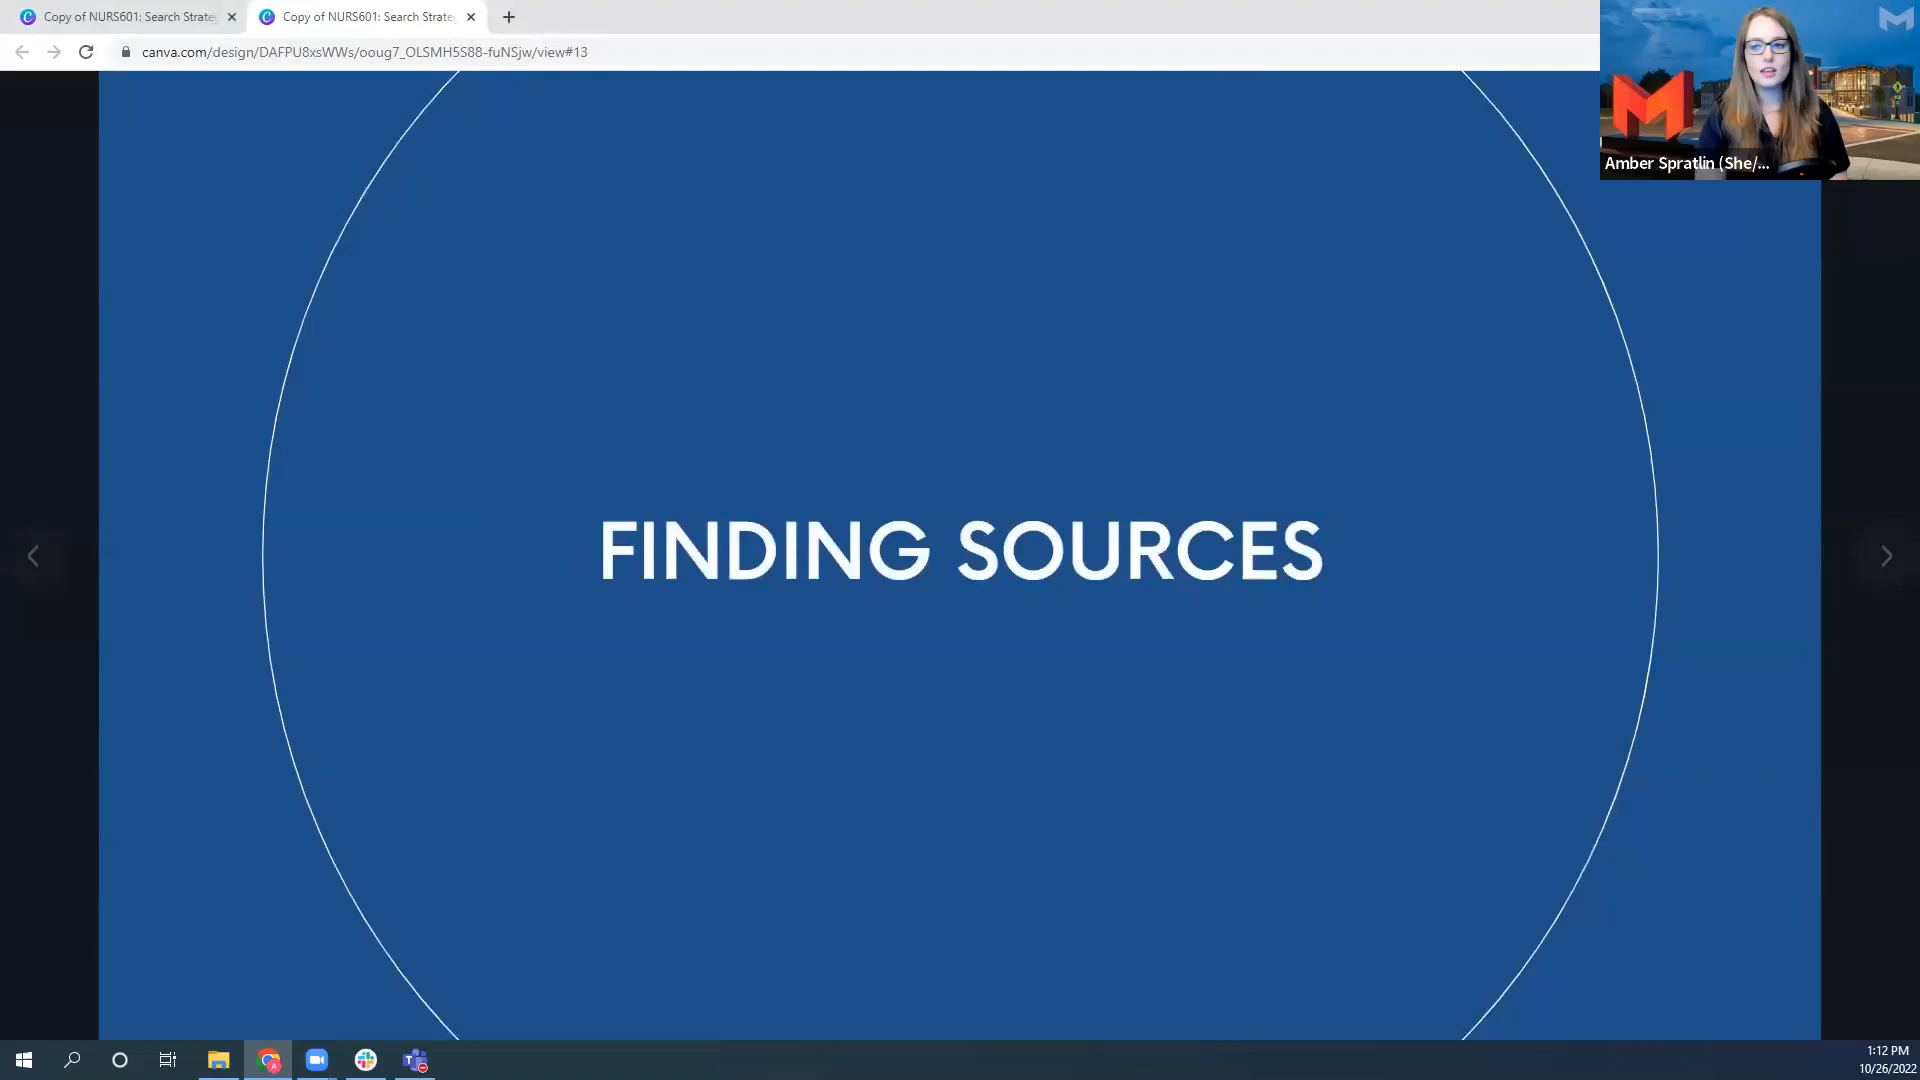 Copy of NURS601: Search Strate
Copy of NURS601: Search Strate
canva.com/design/DAFPU8xsWWs/ooug7_OLSMH5S88-fuNSjw/view#13
M
Amber Spratlin (She/...
FINDING SOURCES
1:12 PM
10/26/2022